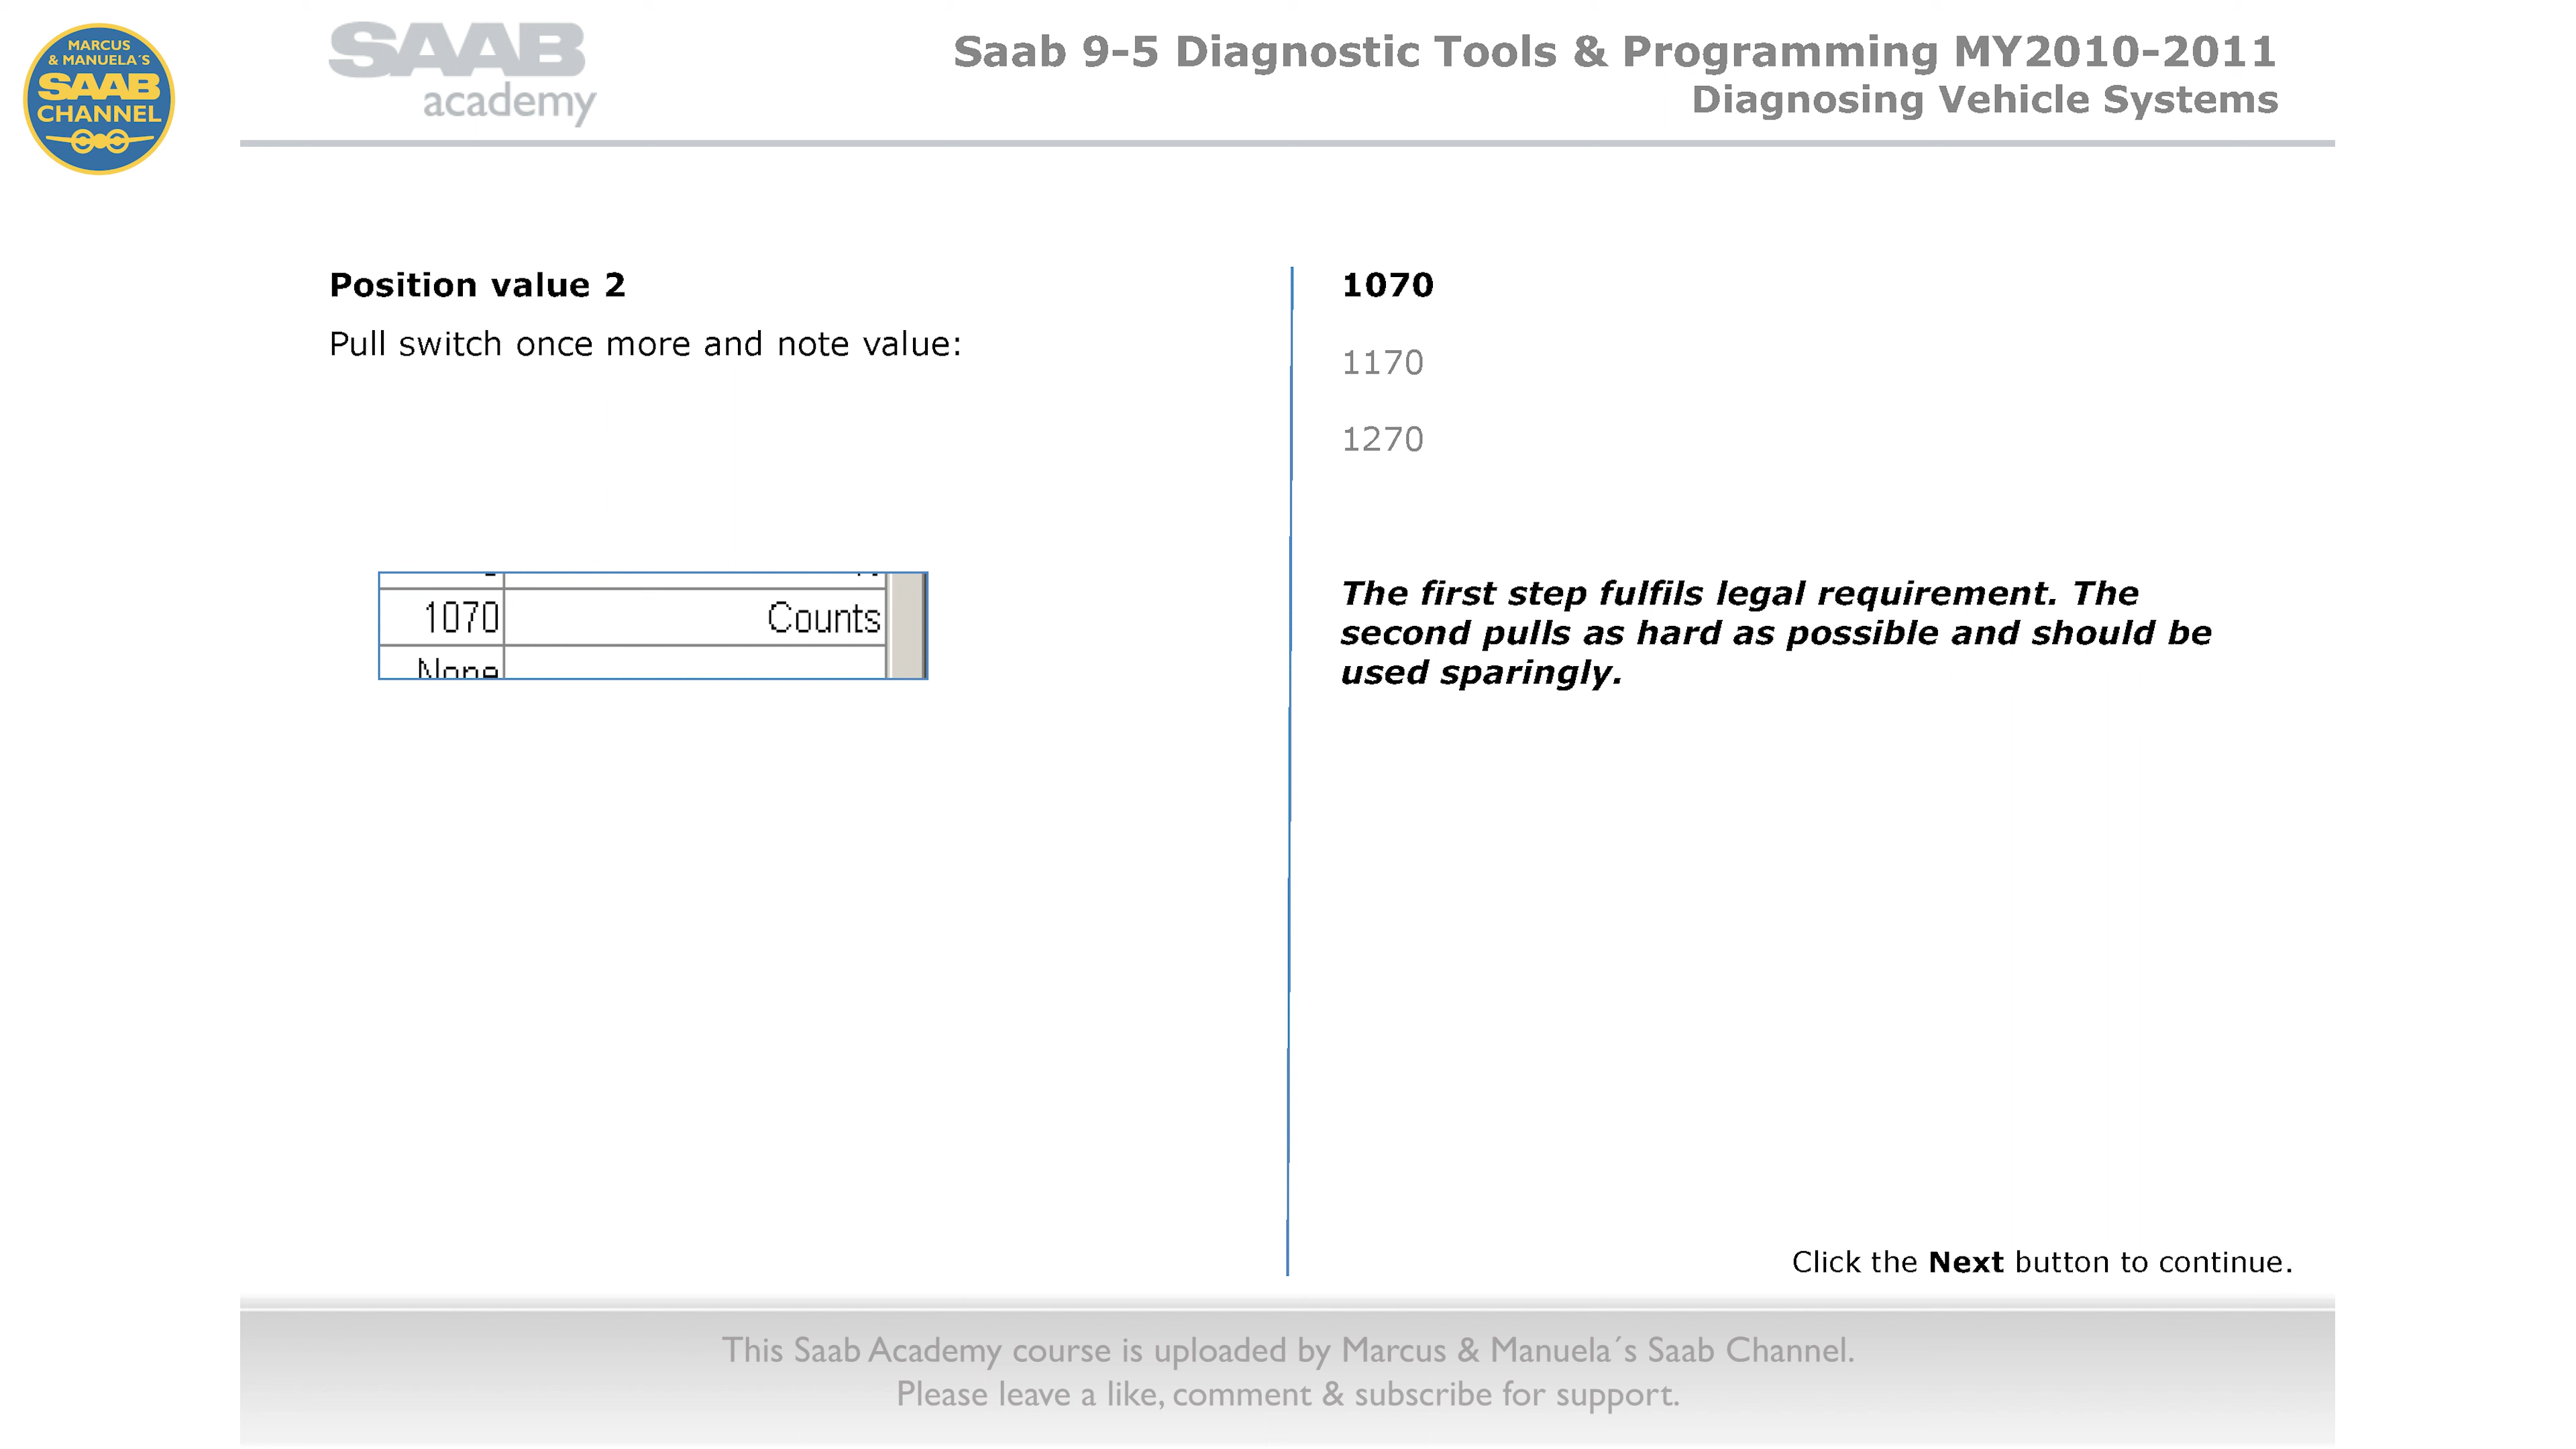 MARCUS
& MANUELA´S
SAAB
CHANNEL
SAAB
academy
Saab 9-5 Diagnostic Tools & Programming MY2010-2011
Diagnosing Vehicle Systems
Position value 2
Pull switch once more and note value:
1070 Counts
None
1070
1170
1270
The first step fulfils legal requirement. The
second pulls as hard as possible and should be
used sparingly.
Click the Next button to continue.
This Saab Academy course is uploaded by Marcus & Manuela´s Saab Channel.
Please leave a like, comment & subscribe for support.